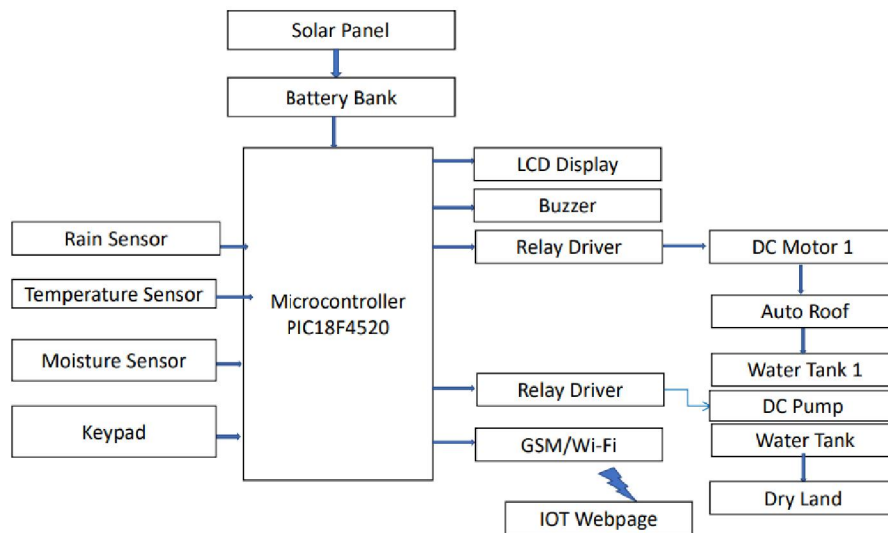 Solar Panel
Battery Bank
LCD Display
Buzzer
Rain Sensor
Relay Driver
DC Motor 1
Temperature Sensor
Microcontroller
PIC18F4520
Auto Roof
Moisture Sensor
Water Tank 1
Relay Driver
DC Pump
Keypad
GSM/Wi-Fi
Water Tank
Dry Land
IOT Webpage